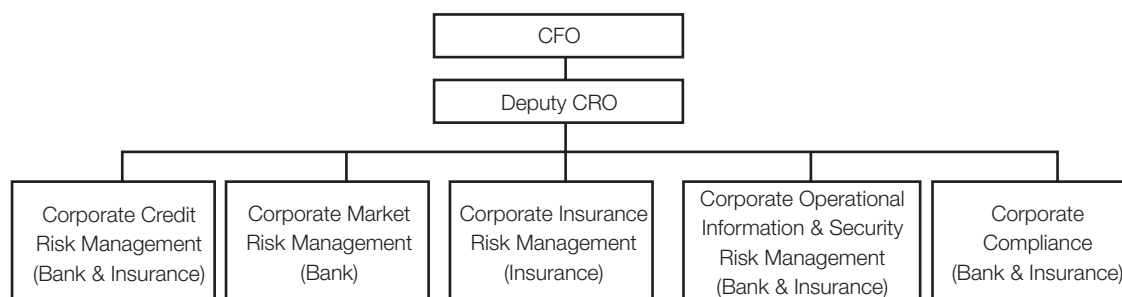 CFO
Deputy CRO
Corporate Credit
Risk Management
(Bank & Insurance)
Corporate Market
Risk Management
(Bank)
Corporate Insurance
Risk Management
(Insurance)
Corporate Operational
Information & Security
Risk Management
(Bank & Insurance)
Corporate
Compliance
(Bank & Insurance)